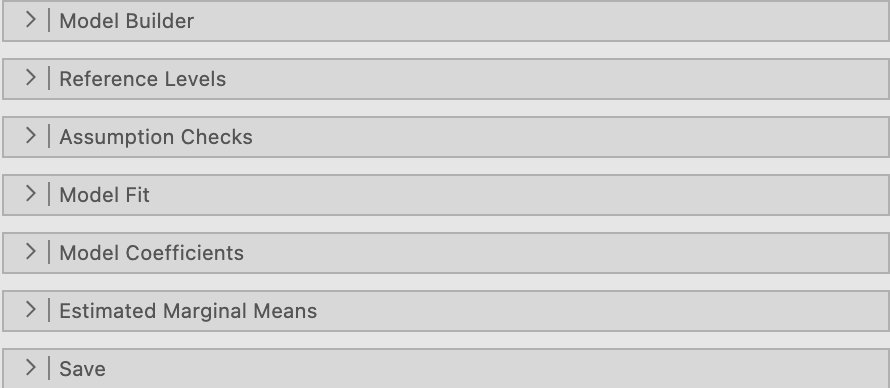 Model Builder
Reference Levels
Assumption Checks
Model Fit
Model Coefficients
Estimated Marginal Means
Save